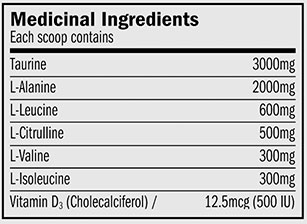 Medicinal Ingredients
Each scoop contains
Taurine 3000mg
L-Alanine 2000mg
L-Leucine 600mg
L-Citrulline 500mg
L-Valine 300mg
L-Isoleucine 300mg
Vitamin D₃ (Cholecalciferol) / 12.5mcg (500 IU)